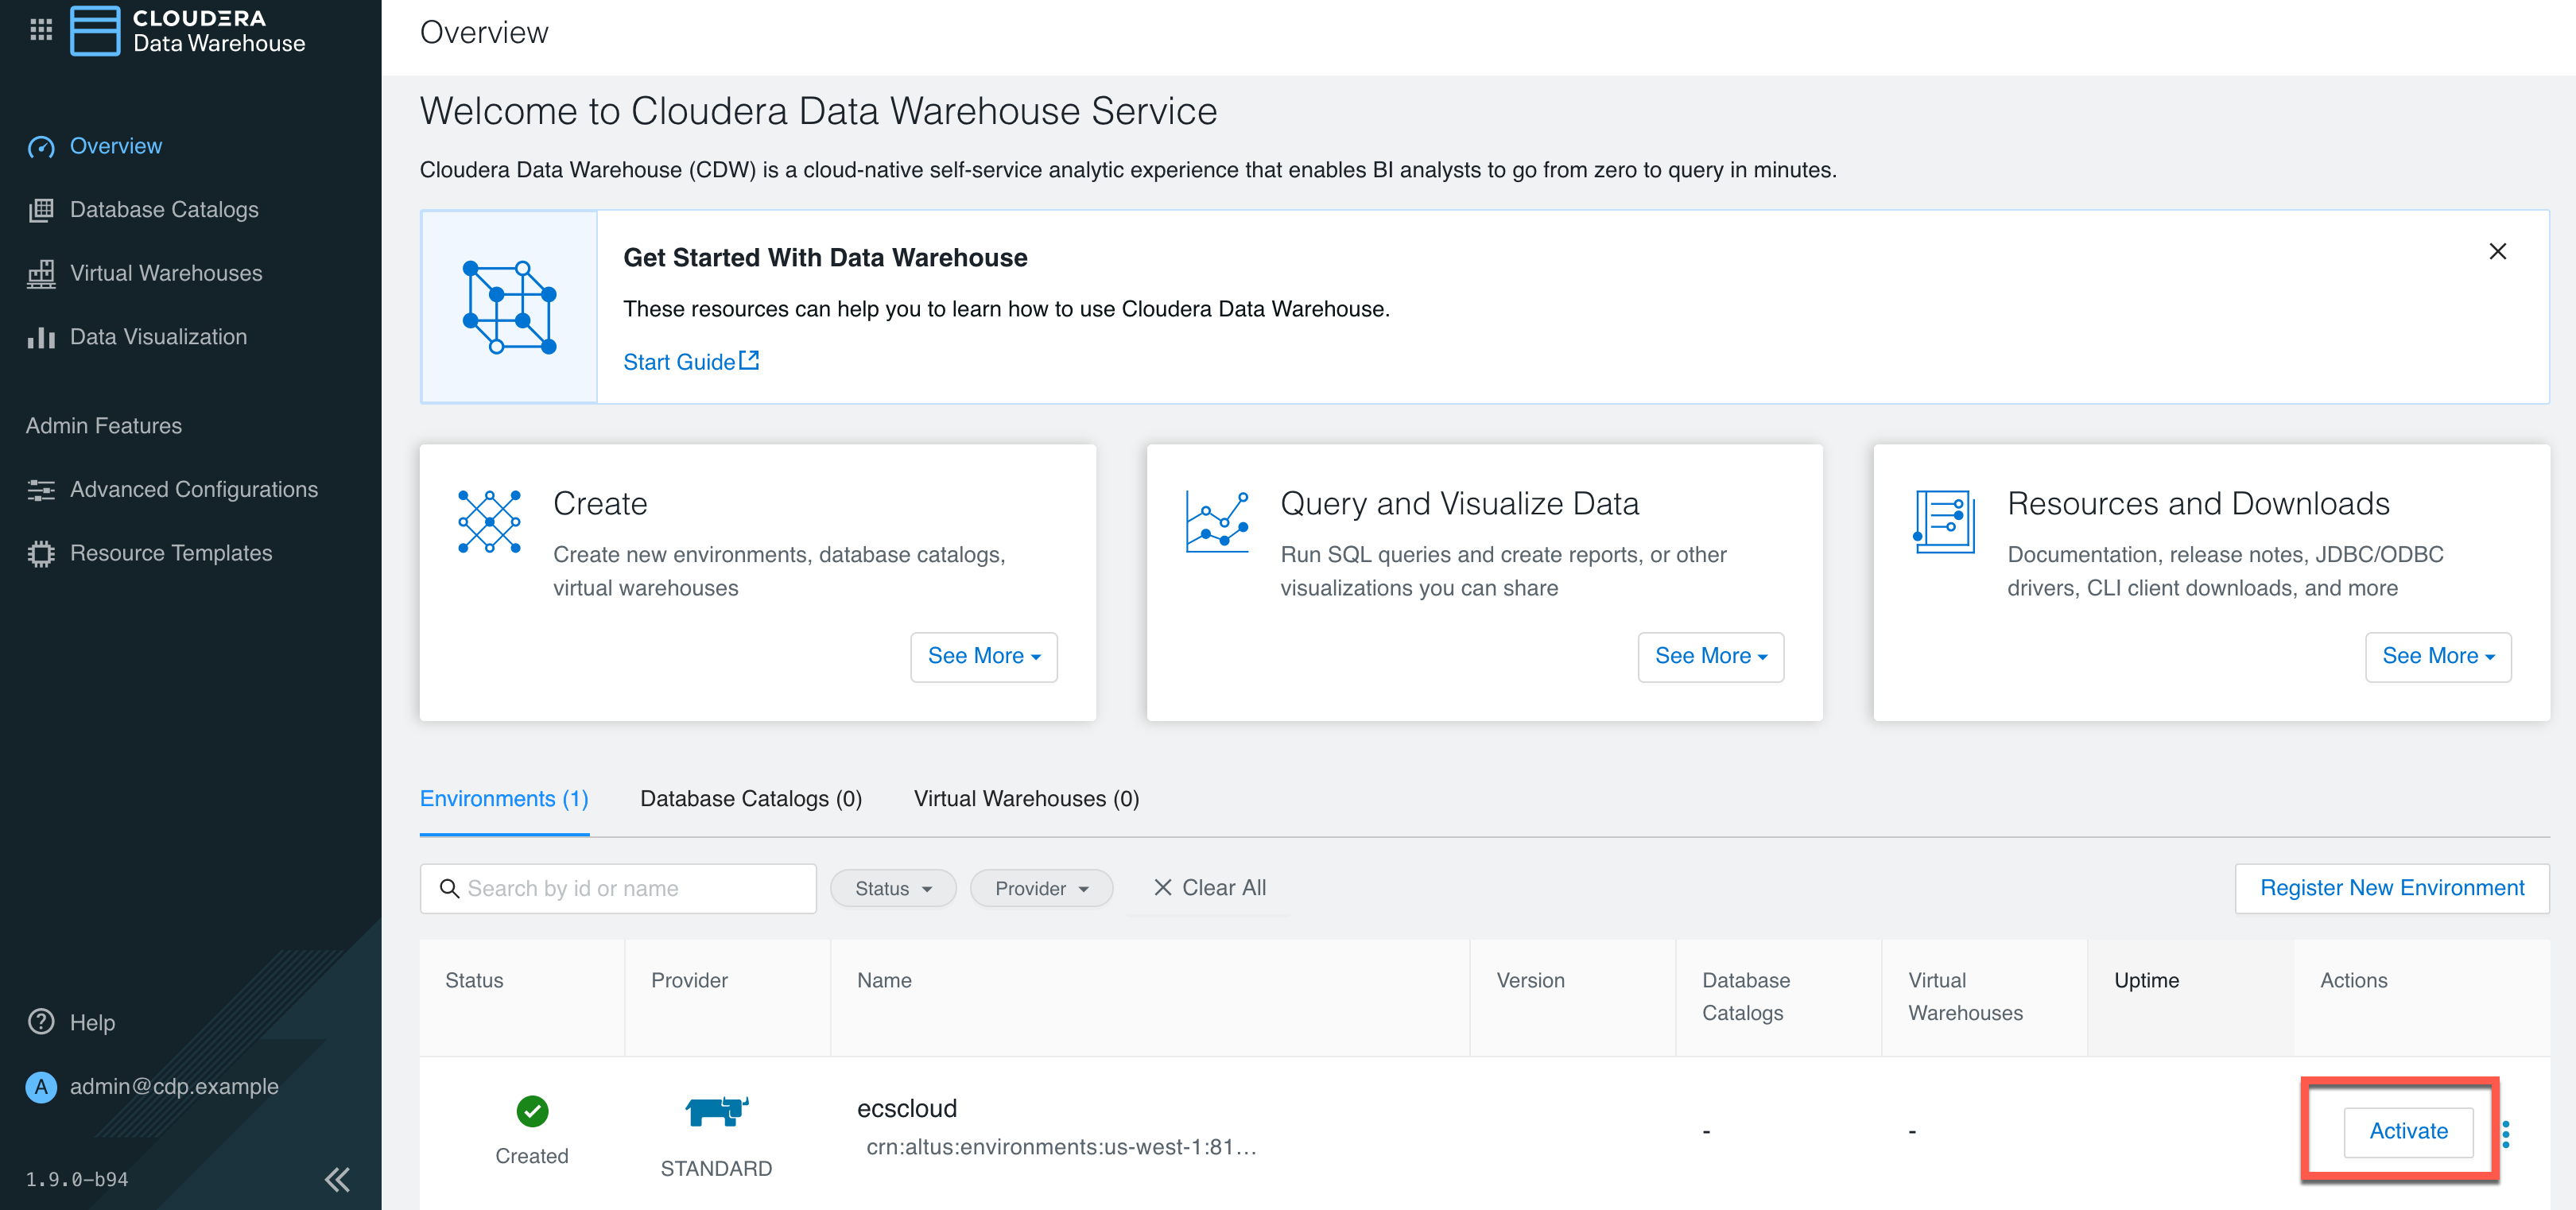 CLOUDERA
Data Warehouse
Overview
Database Catalogs
Virtual Warehouses
Data Visualization
Admin Features
Advanced Configurations
Resource Templates
Help
A admin@cdp.example
1.9.0-b94
Overview
Welcome to Cloudera Data Warehouse Service
Cloudera Data Warehouse (CDW) is a cloud-native self-service analytic experience that enables BI analysts to go from zero to query in minutes.
Get Started With Data Warehouse
These resources can help you to learn how to use Cloudera Data Warehouse.
Start Guide
Create
Create new environments, database catalogs,
virtual warehouses
See More
Query and Visualize Data
Run SQL queries and create reports, or other
visualizations you can share
See More
Resources and Downloads
Documentation, release notes, JDBC/ODBC
drivers, CLI client downloads, and more
See More
Environments (1) Database Catalogs (0) Virtual Warehouses (0)
Search by id or name Status Provider Clear All Register New Environment
Status Provider Name Version Database Catalogs Virtual Warehouses Uptime Actions
Created STANDARD ecscloud - - Activate
crn:altus:environments:us-west-1:81...